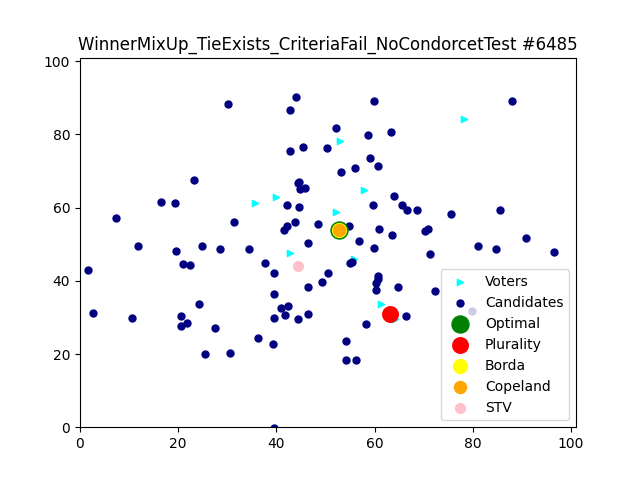 WinnerMixUp_TieExists_CriteriaFail_NoCondorcetTest #6485
100
80
60
40
20
0
0 20 40 60 80 100
Voters
Candidates
Optimal
Plurality
Borda
Copeland
STV